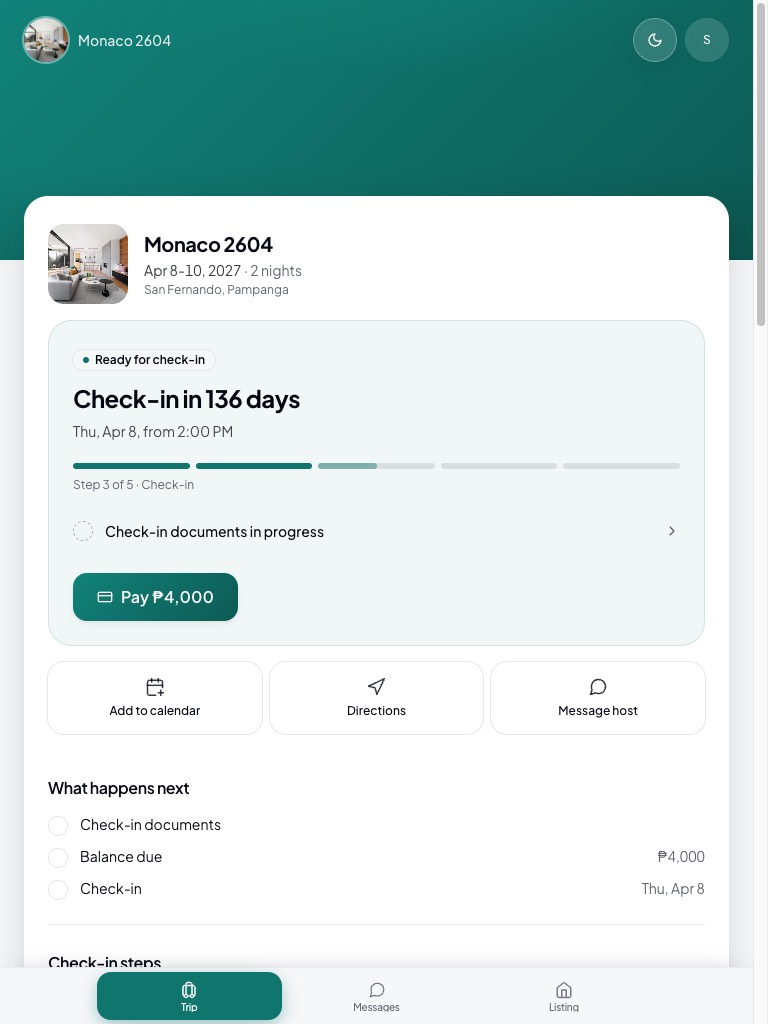 Monaco 2604
S
Monaco 2604
Apr 8-10, 2027 · 2 nights
San Fernando, Pampanga
Ready for check-in
Check-in in 136 days
Thu, Apr 8, from 2:00 PM
Step 3 of 5 · Check-in
Check-in documents in progress
Pay ₱4,000
Add to calendar
Directions
Message host
What happens next
Check-in documents
Balance due ₱4,000
Check-in Thu, Apr 8
Check-in steps
Trip
Messages
Listing